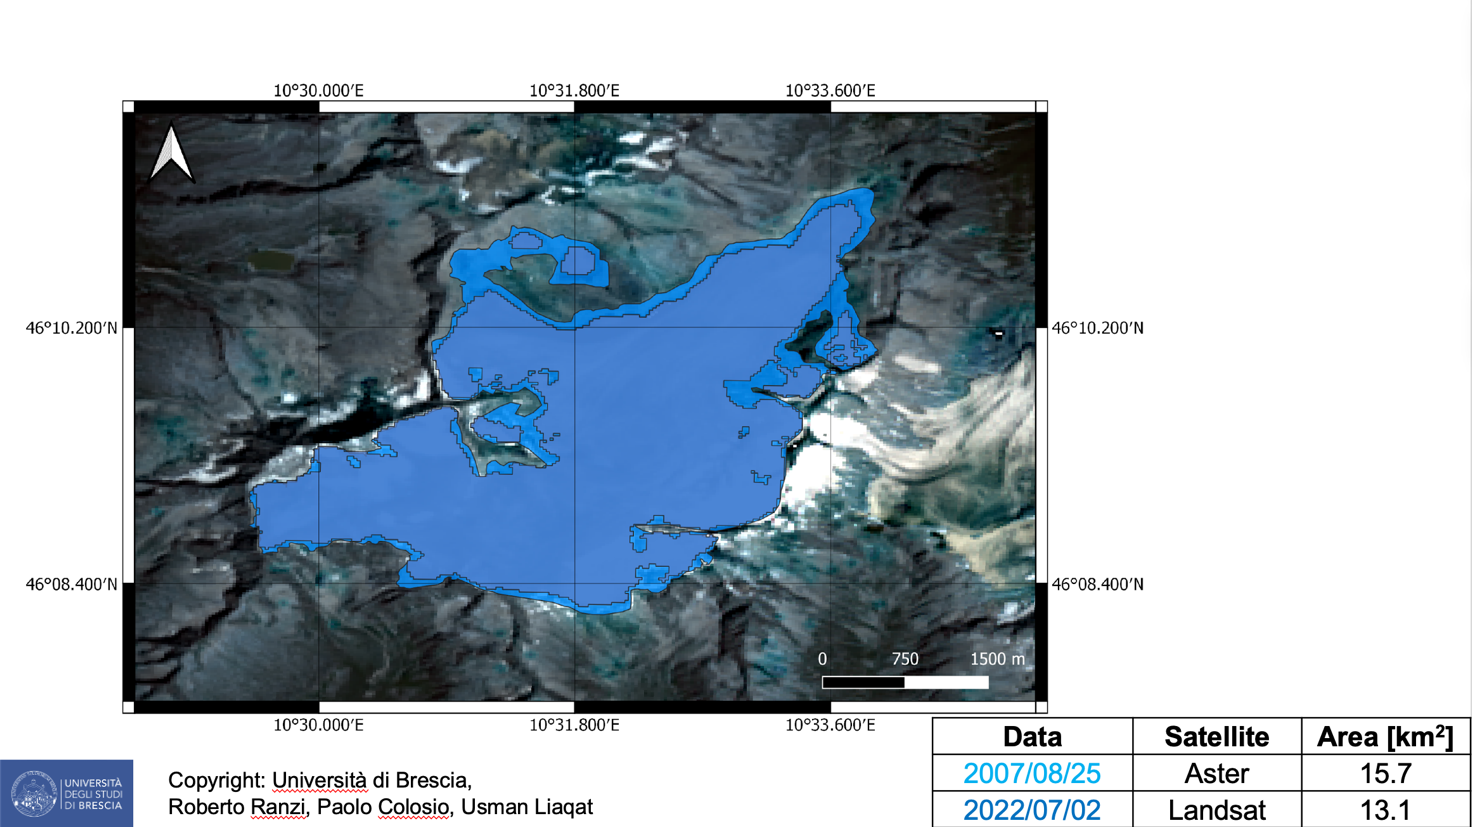 10°30.000′E 10°31.800′E 10°33.600′E
46°10.200′N 46°10.200′N
46°08.400′N 46°08.400′N
0 750 1500 m
10°30.000′E 10°31.800′E 10°33.600′E
Data Satellite Area [km²]
2007/08/25 Aster 15.7
2022/07/02 Landsat 13.1
UNIVERSITÀ
DEGLI STUDI
DI BRESCIA
Copyright: Università di Brescia,
Roberto Ranzi, Paolo Colosio, Usman Liaqat